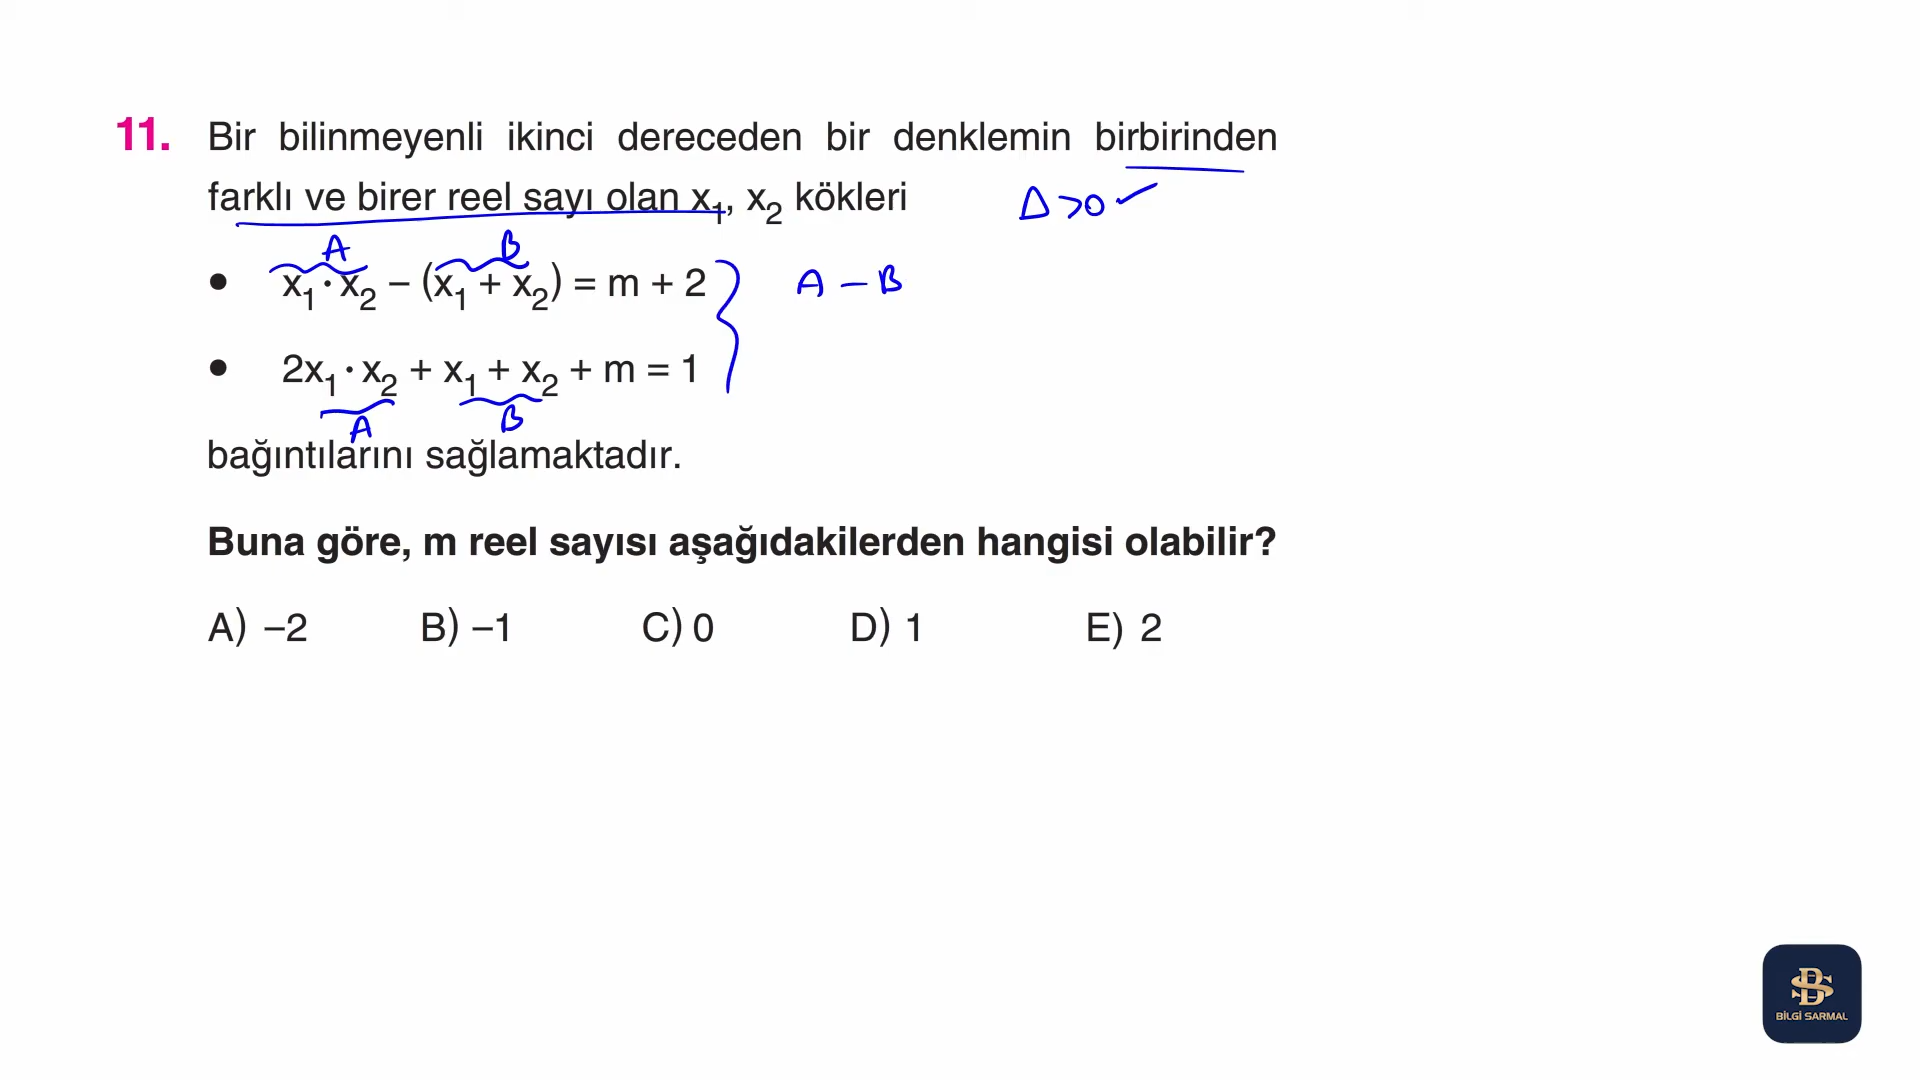 11. Bir bilinmeyenli ikinci dereceden bir denklemin birbirinden
farklı ve birer reel sayı olan x₁, x₂ kökleri
Δ >0 ✓
A B
• x₁ · x₂ – (x₁ + x₂) = m + 2
A – B
• 2x₁ · x₂ + x₁ + x₂ + m = 1
A B
bağıntılarını sağlamaktadır.
Buna göre, m reel sayısı aşağıdakilerden hangisi olabilir?
A) –2 B) –1 C) 0 D) 1 E) 2
BİLGİ SARMAL